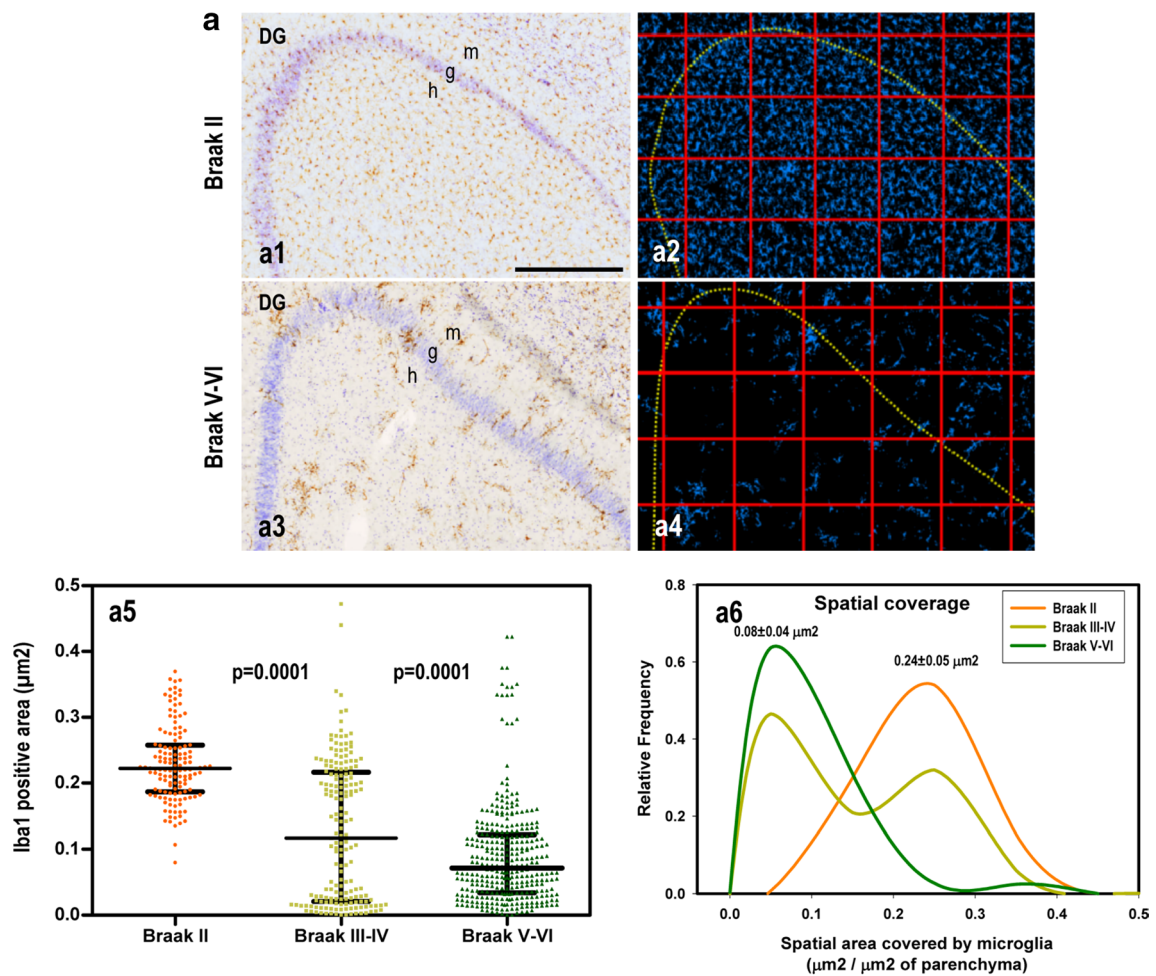 a
DG
m
g
h
Braak II
a1
a2
DG
m
g
h
Braak V-VI
a3
a4
a5
0.5
0.4
0.3
0.2
0.1
0.0
Iba1 positive area (μm2)
p=0.0001
p=0.0001
Braak II
Braak III-IV
Braak V-VI
a6
Spatial coverage
0.08±0.04 μm2
0.24±0.05 μm2
Braak II
Braak III-IV
Braak V-VI
0.8
0.6
0.4
0.2
0.0
Relative Frequency
0.0
0.1
0.2
0.3
0.4
0.5
Spatial area covered by microglia
(μm2 / μm2 of parenchyma)